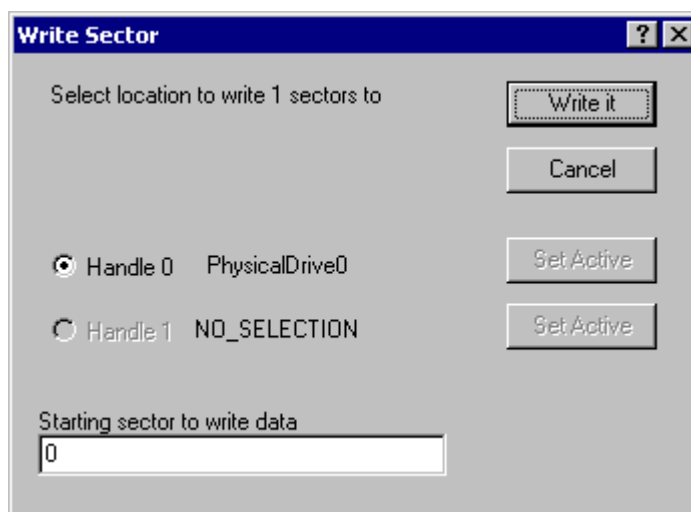 Write Sector
Select location to write 1 sectors to
Write it
Cancel
Handle 0 PhysicalDrive0 Set Active
Handle 1 NO_SELECTION Set Active
Starting sector to write data
0